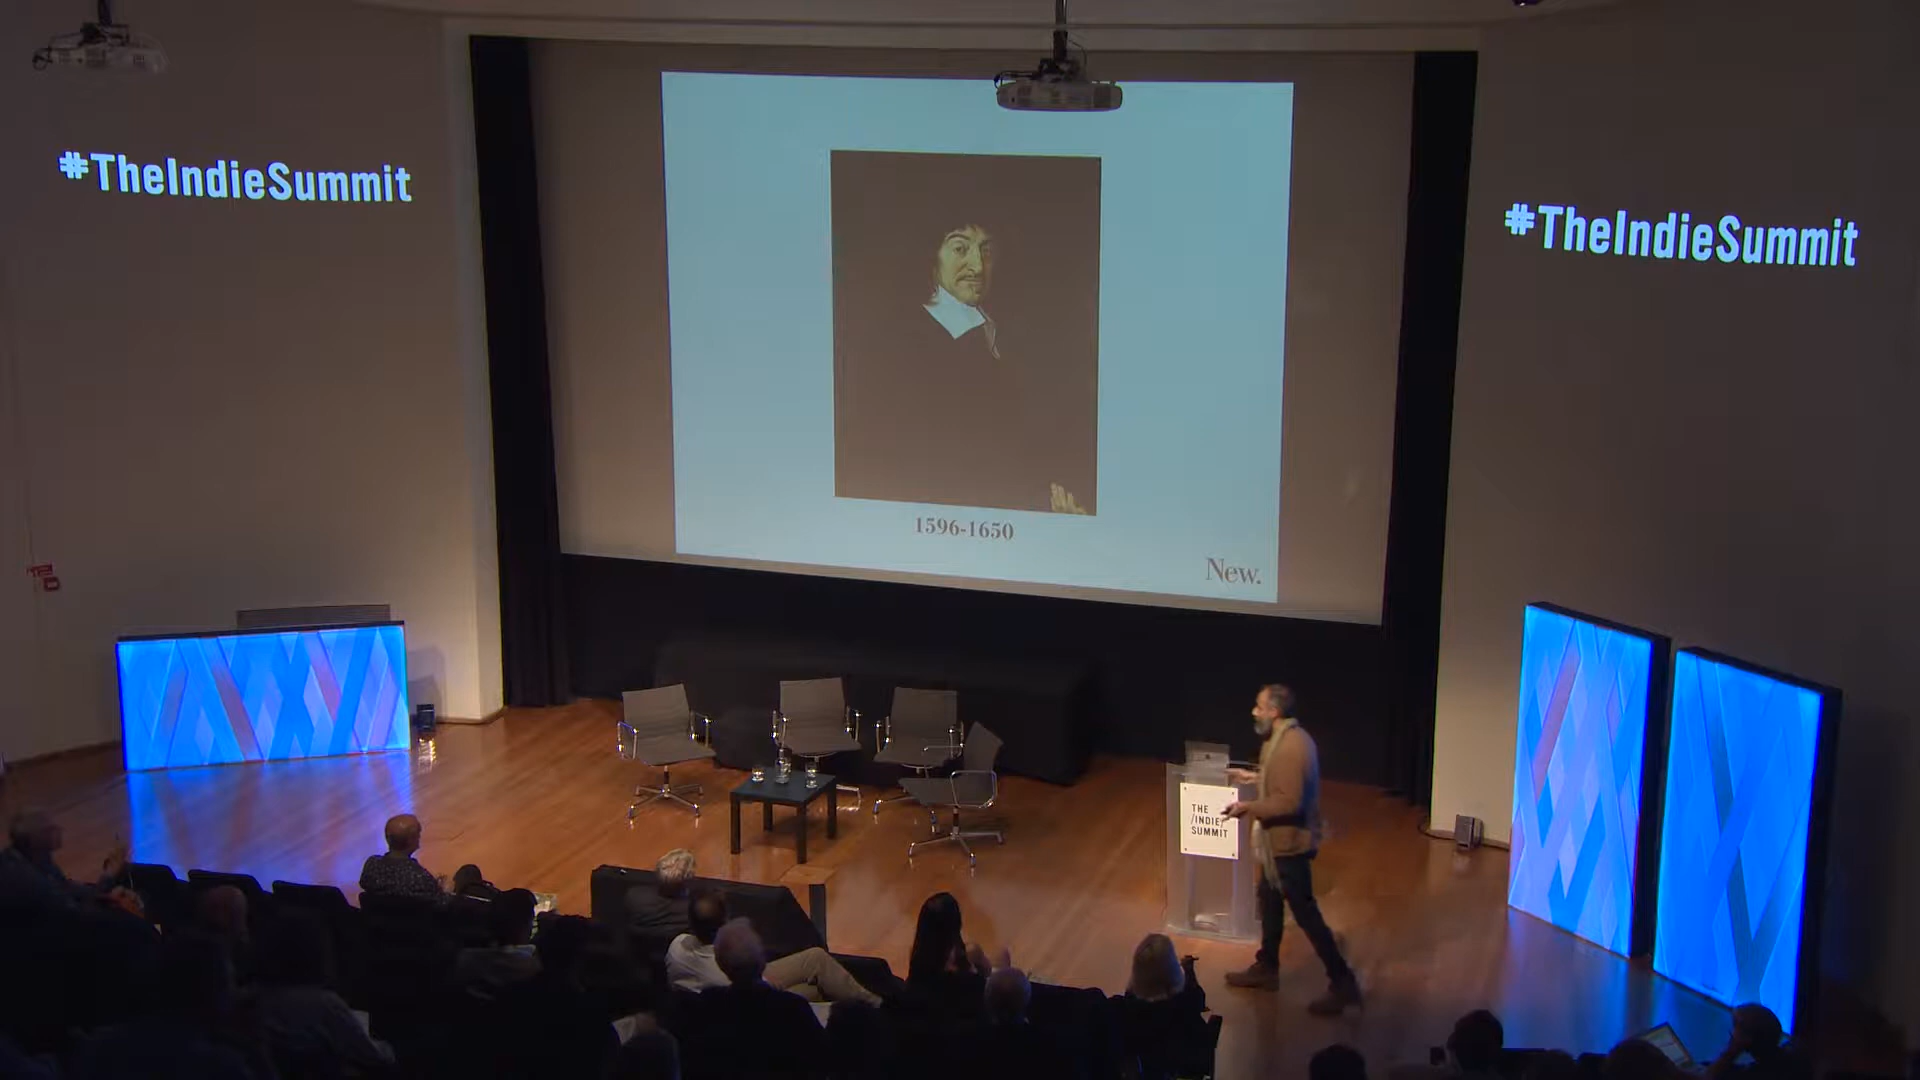 #TheIndieSummit
#TheIndieSummit
1596-1650
New.
THE
/INDIE/
SUMMIT